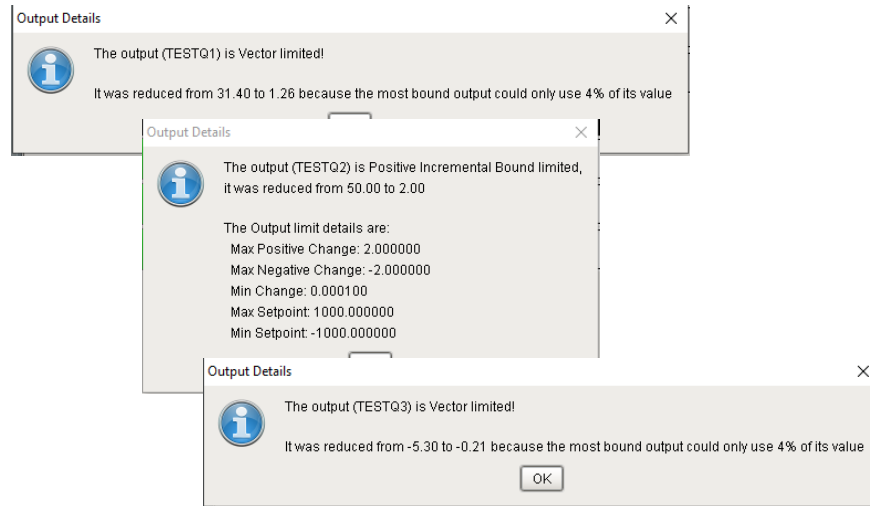 Output Details
The output (TESTQ1) is Vector limited!
It was reduced from 31.40 to 1.26 because the most bound output could only use 4% of its value
Output Details
The output (TESTQ2) is Positive Incremental Bound limited,
it was reduced from 50.00 to 2.00
The Output limit details are:
Max Positive Change: 2.000000
Max Negative Change: -2.000000
Min Change: 0.000100
Max Setpoint: 1000.000000
Min Setpoint: -1000.000000
Output Details
The output (TESTQ3) is Vector limited!
It was reduced from -5.30 to -0.21 because the most bound output could only use 4% of its value
OK